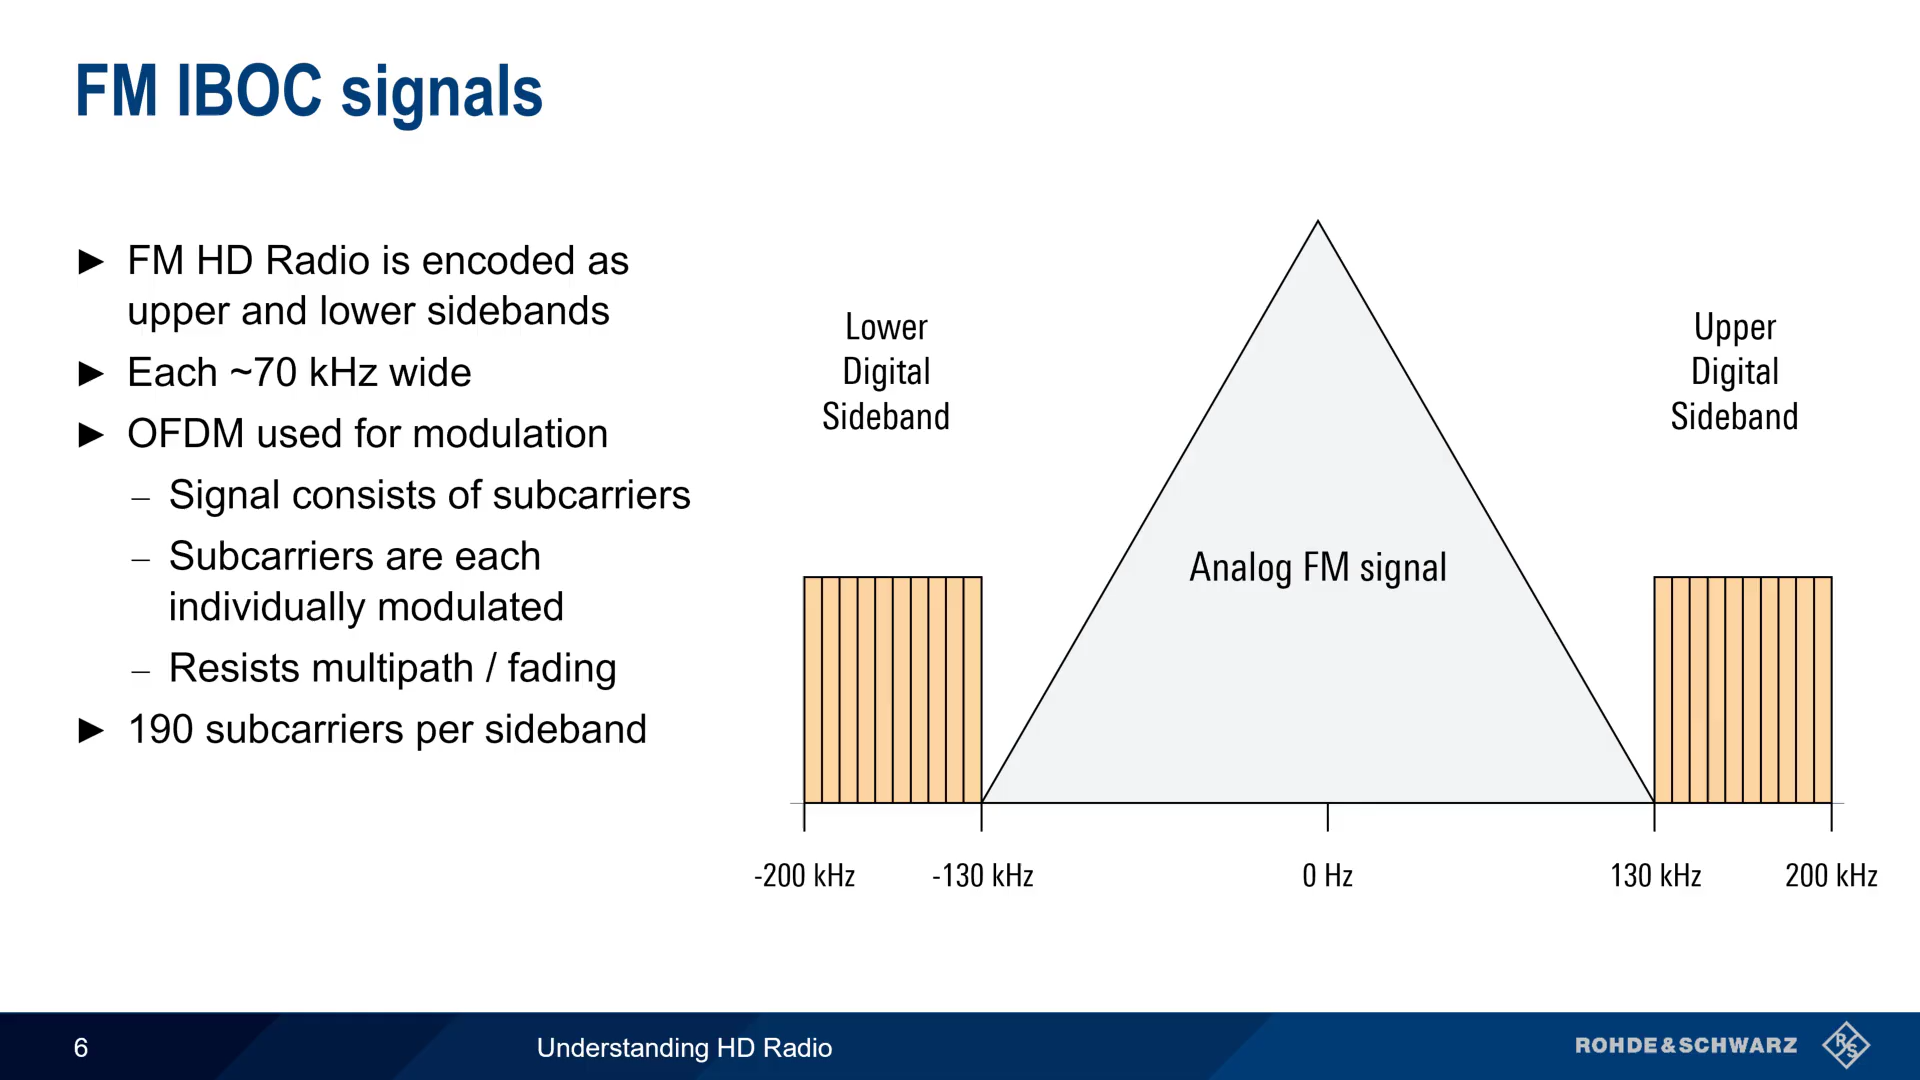 FM IBOC signals
► FM HD Radio is encoded as
upper and lower sidebands
► Each ~70 kHz wide
► OFDM used for modulation
– Signal consists of subcarriers
– Subcarriers are each
individually modulated
– Resists multipath / fading
► 190 subcarriers per sideband
Lower
Digital
Sideband
Analog FM signal
Upper
Digital
Sideband
-200 kHz
-130 kHz
0 Hz
130 kHz
200 kHz
6
Understanding HD Radio
ROHDE&SCHWARZ
R&S